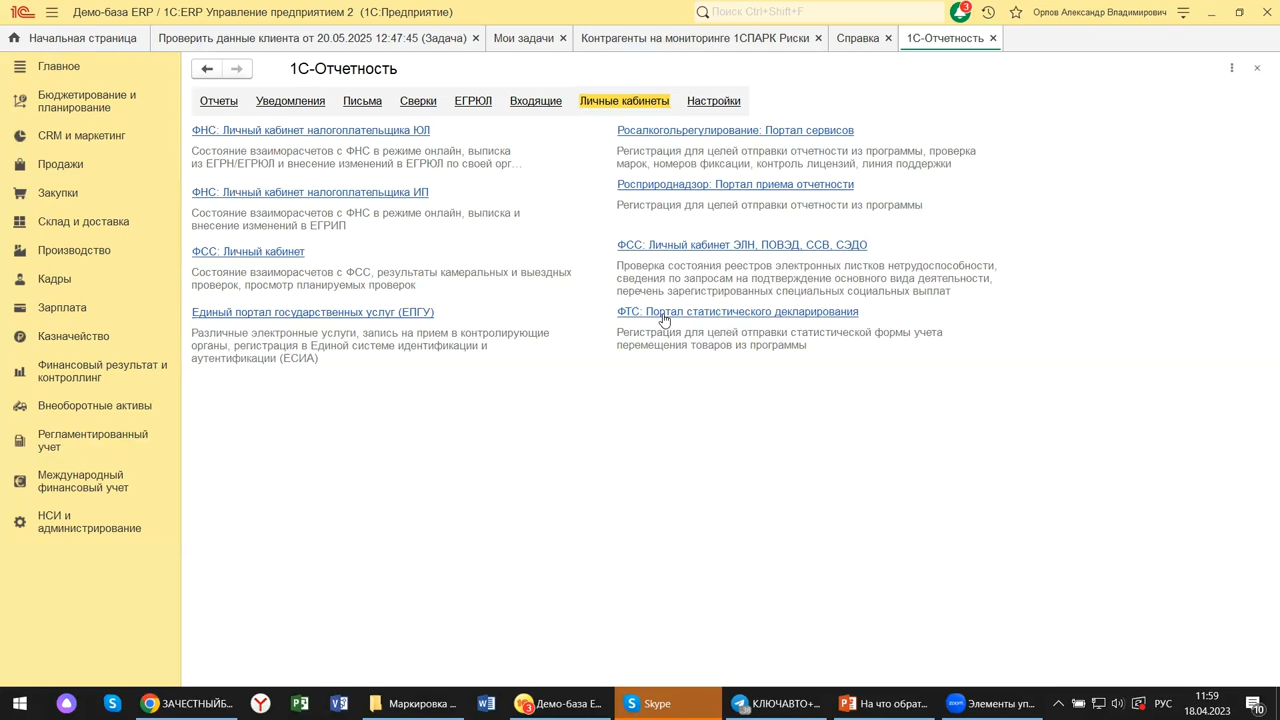 Демо-база ERP / 1С:ERP Управление предприятием 2 (1С:Предприятие)
Поиск Ctrl+Shift+F
3
Орлов Александр Владимирович
Начальная страница
Проверить данные клиента от 20.05.2025 12:47:45 (Задача) ×
Мои задачи ×
Контрагенты на мониторинге 1СПАРК Риски ×
Справка ×
1С-Отчетность ×
Главное
Бюджетирование и
планирование
CRM и маркетинг
Продажи
Закупки
Склад и доставка
Производство
Кадры
Зарплата
Казначейство
Финансовый результат и
контроллинг
Внеоборотные активы
Регламентированный
учет
Международный
финансовый учет
НСИ и
администрирование
1С-Отчетность
Отчеты
Уведомления
Письма
Сверки
ЕГРЮЛ
Входящие
Личные кабинеты
Настройки
ФНС: Личный кабинет налогоплательщика ЮЛ
Состояние взаиморасчетов с ФНС в режиме онлайн, выписка
из ЕГРН/ЕГРЮЛ и внесение изменений в ЕГРЮЛ по своей орг...
ФНС: Личный кабинет налогоплательщика ИП
Состояние взаиморасчетов с ФНС в режиме онлайн, выписка и
внесение изменений в ЕГРИП
ФСС: Личный кабинет
Состояние взаиморасчетов с ФСС, результаты камеральных и выездных
проверок, просмотр планируемых проверок
Единый портал государственных услуг (ЕПГУ)
Различные электронные услуги, запись на прием в контролирующие
органы, регистрация в Единой системе идентификации и
аутентификации (ЕСИА)
Росалкогольрегулирование: Портал сервисов
Регистрация для целей отправки отчетности из программы, проверка
марок, номеров фиксации, контроль лицензий, линия поддержки
Росприроднадзор: Портал приема отчетности
Регистрация для целей отправки отчетности из программы
ФСС: Личный кабинет ЭЛН, ПОВЭД, ССВ, СЭДО
Проверка состояния реестров электронных листков нетрудоспособности,
сведения по запросам на подтверждение основного вида деятельности,
перечень зарегистрированных специальных социальных выплат
ФТС: Портал статистического декларирования
Регистрация для целей отправки статистической формы учета
перемещения товаров из программы
ЗАЧЕСТНЫЙБ...
Маркировка ...
Демо-база E...
Skype
КЛЮЧАВТО+...
На что обрат...
Элементы уп...
РУС
11:59
18.04.2023
10